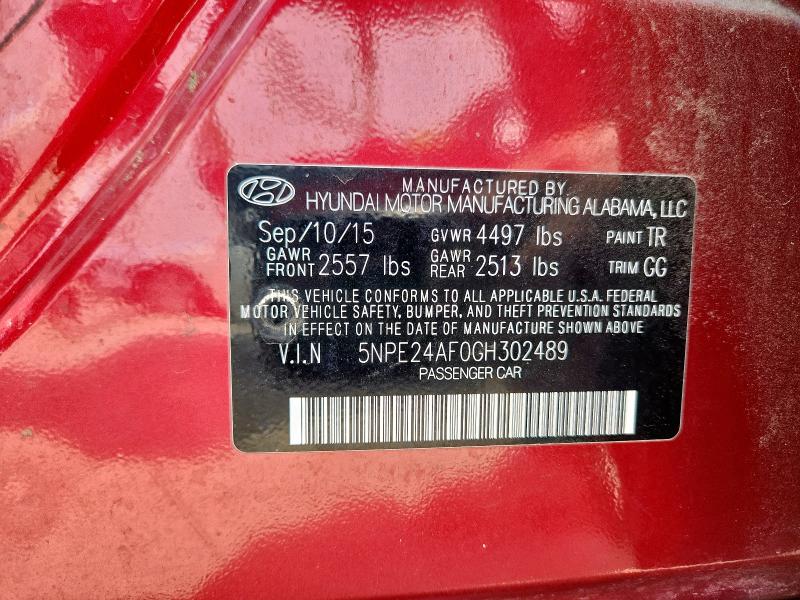 MANUFACTURED BY
HYUNDAI MOTOR MANUFACTURING ALABAMA, LLC
Sep/10/15 GVWR 4497 lbs PAINT TR
GAWR FRONT 2557 lbs GAWR REAR 2513 lbs TRIM GG
THIS VEHICLE CONFORMS TO ALL APPLICABLE U.S.A. FEDERAL
MOTOR VEHICLE SAFETY, BUMPER, AND THEFT PREVENTION STANDARDS
IN EFFECT ON THE DATE OF MANUFACTURE SHOWN ABOVE
V.I.N 5NPE24AF0GH302489
PASSENGER CAR